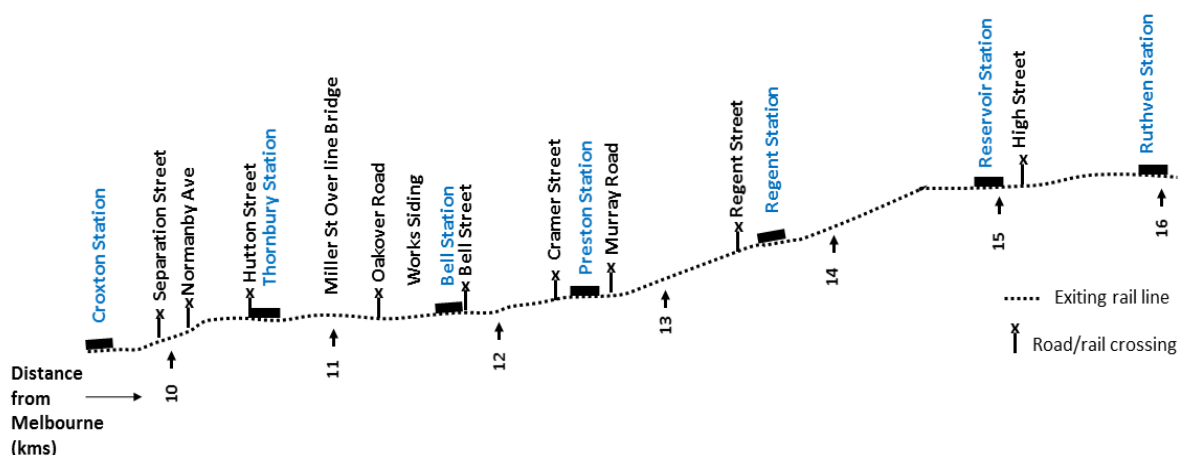 Croxton Station
Separation Street
Normanby Ave
Hutton Street
Thornbury Station
Miller St Over line Bridge
Oakover Road
Works Siding
Bell Station
Bell Street
Cramer Street
Preston Station
Murray Road
Regent Street
Regent Station
Reservoir Station
High Street
Ruthven Station
10
11
12
13
14
15
16
Distance
from
Melbourne
(kms)
Exiting rail line
x
Road/rail crossing